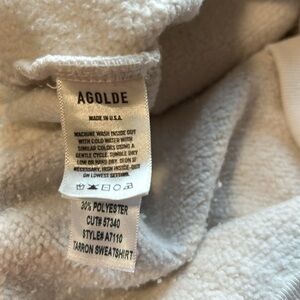 AGOLDE
MADE IN U.S.A.
MACHINE WASH INSIDE OUT
WITH COLD WATER WITH
SIMILAR COLORS USING A
GENTLE CYCLE. TUMBLE DRY
LOW OR HANG DRY. IRON IF
NECESSARY, IRON INSIDE-OUT
ON LOWEST SETTING.
30% POLYESTER
CUT# 57340
STYLE# A7110
TARRON SWEATSHIRT